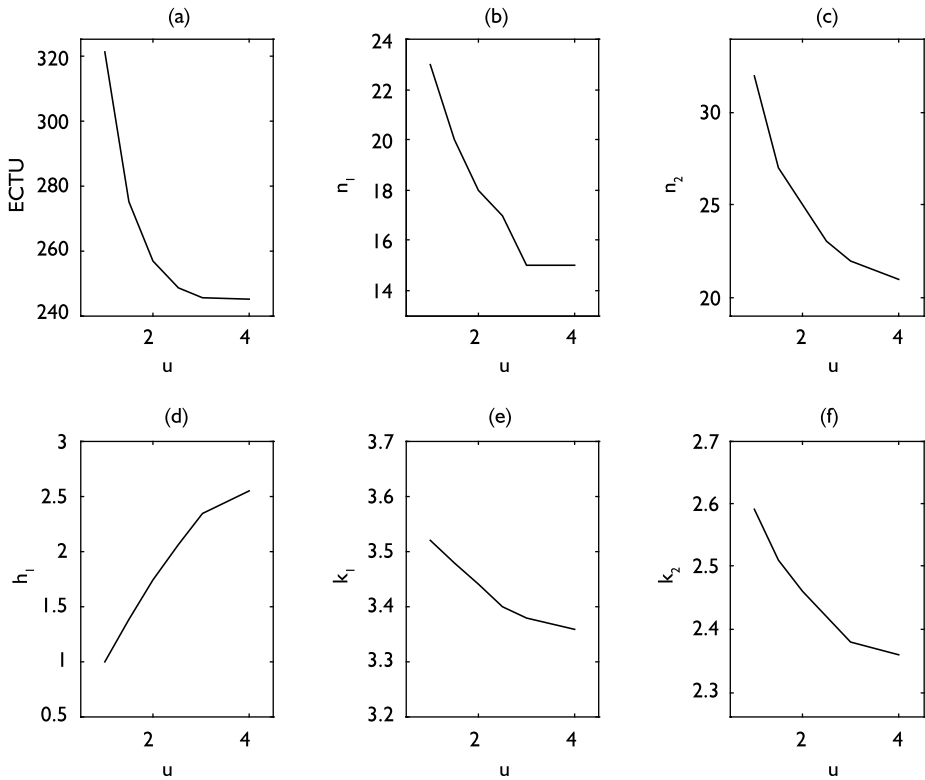 (a)
320
300
280
260
240
ECTU
2
4
u
(b)
24
22
20
18
16
14
n1
2
4
u
(c)
30
25
20
n2
2
4
u
(d)
3
2.5
2
1.5
1
0.5
h1
2
4
u
(e)
3.7
3.6
3.5
3.4
3.3
3.2
k1
2
4
u
(f)
2.7
2.6
2.5
2.4
2.3
k2
2
4
u